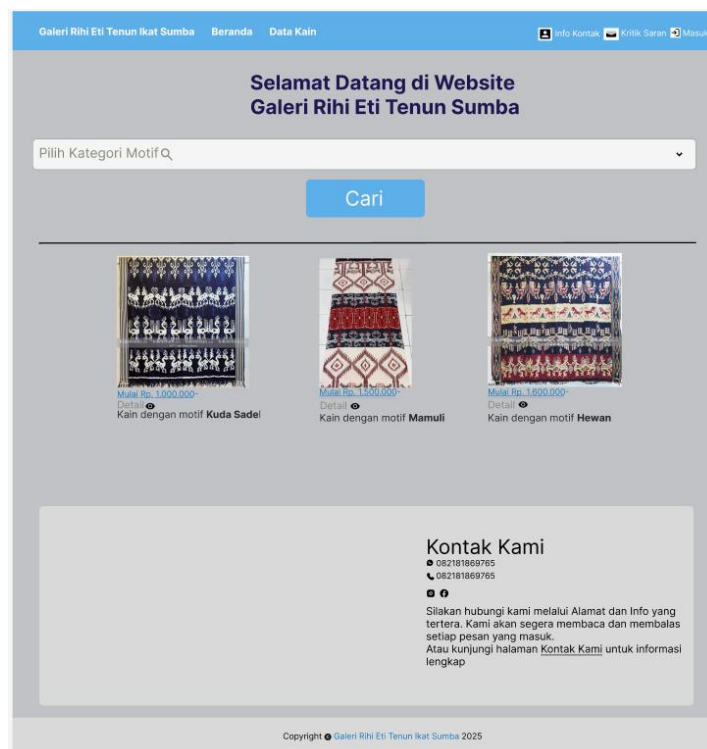 Galeri Rihi Eti Tenun Ikat Sumba Beranda Data Kain Info Kontak Kritik Saran Masuk
Selamat Datang di Website
Galeri Rihi Eti Tenun Sumba
Pilih Kategori Motif
Cari
Mulai Rp. 1.000.000-
Detail
Kain dengan motif Kuda Sadel
Mulai Rp. 1.500.000-
Detail
Kain dengan motif Mamuli
Mulai Rp. 1.600.000-
Detail
Kain dengan motif Hewan
Kontak Kami
082181869765
082181869765
Silakan hubungi kami melalui Alamat dan Info yang
tertera. Kami akan segera membaca dan membalas
setiap pesan yang masuk.
Atau kunjungi halaman Kontak Kami untuk informasi
lengkap
Copyright Galeri Rihi Eti Tenun Ikat Sumba 2025